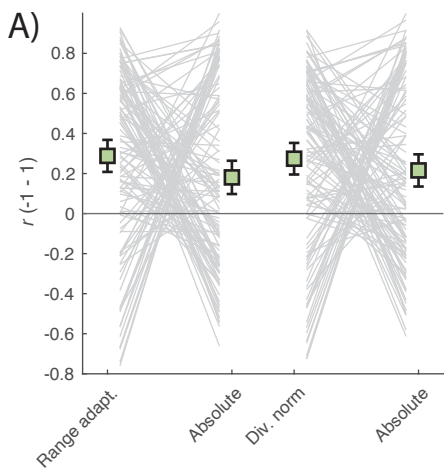 A)
r (-1 - 1)
0.8
0.6
0.4
0.2
0
-0.2
-0.4
-0.6
-0.8
Range adapt.
Absolute
Div. norm
Absolute